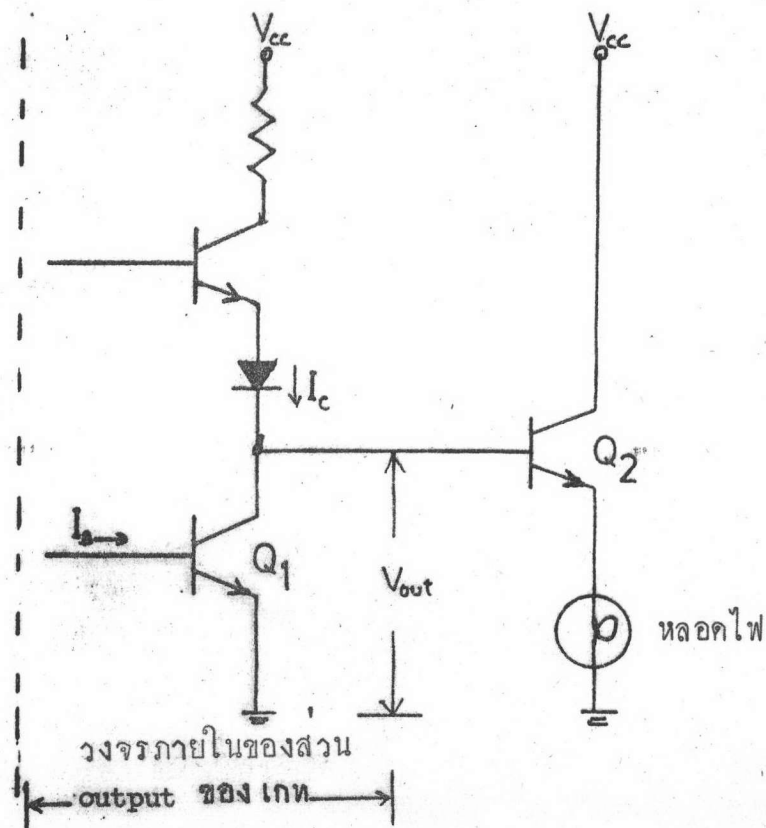 Vcc
Vcc
Ic
Q2
Ia
Q1
Vout
หลอดไฟ
วงจรภายในของส่วน
output ของ เกท